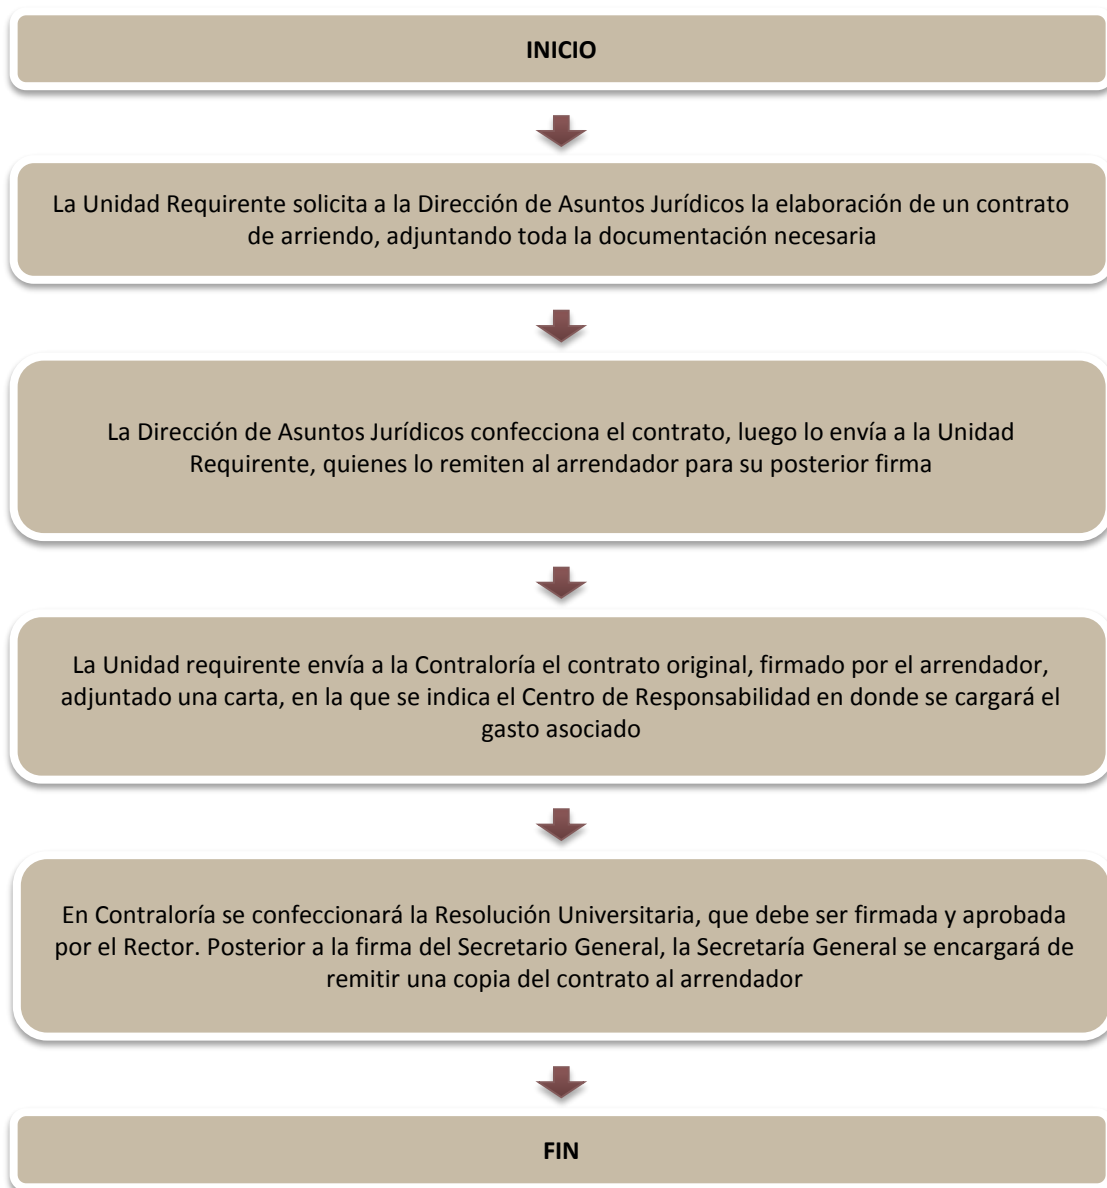 INICIO
La Unidad Requirente solicita a la Dirección de Asuntos Jurídicos la elaboración de un contrato
de arriendo, adjuntando toda la documentación necesaria
La Dirección de Asuntos Jurídicos confecciona el contrato, luego lo envía a la Unidad
Requirente, quienes lo remiten al arrendador para su posterior firma
La Unidad requirente envía a la Contraloría el contrato original, firmado por el arrendador,
adjuntado una carta, en la que se indica el Centro de Responsabilidad en donde se cargará el
gasto asociado
En Contraloría se confeccionará la Resolución Universitaria, que debe ser firmada y aprobada
por el Rector. Posterior a la firma del Secretario General, la Secretaría General se encargará de
remitir una copia del contrato al arrendador
FIN